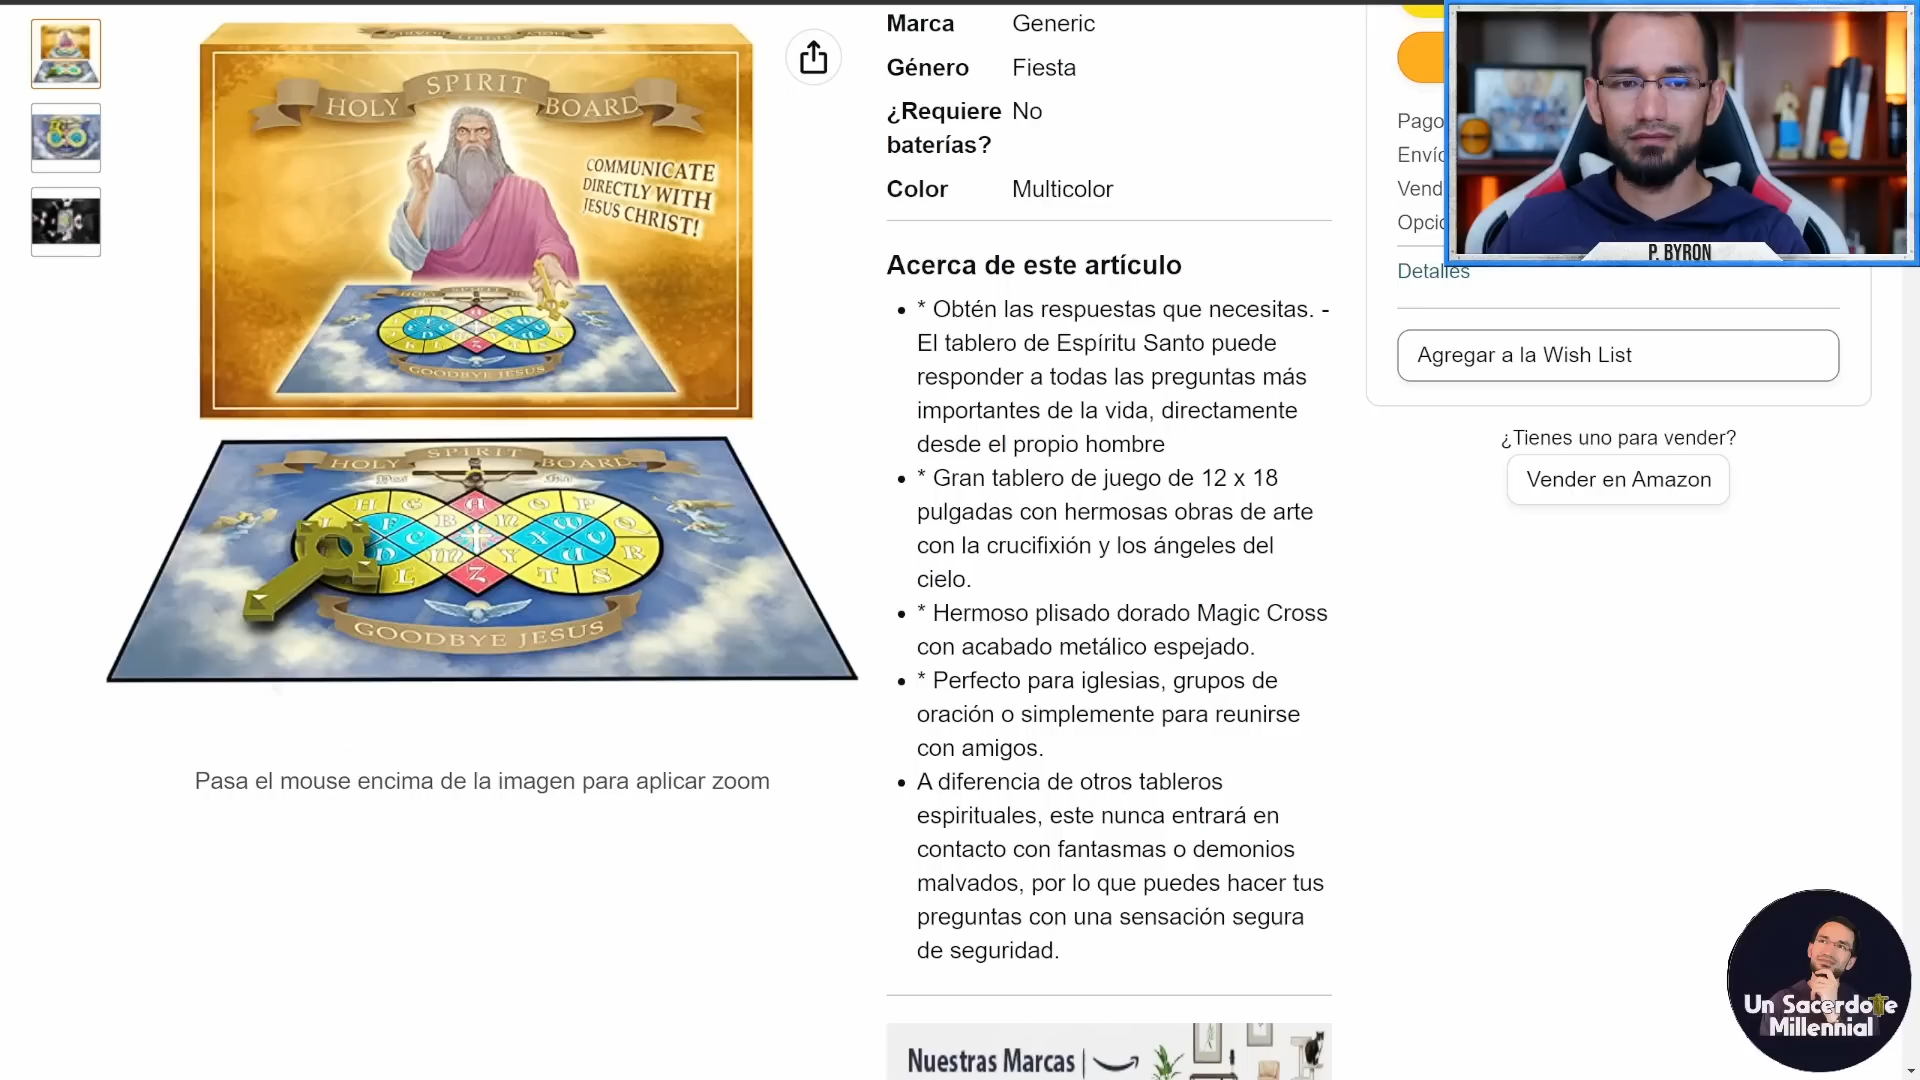 HOLY SPIRIT BOARD
COMMUNICATE
DIRECTLY WITH
JESUS CHRIST!
GOODBYE JESUS
HOLY SPIRIT BOARD
H G A O P
F B N W Q
C X V
D M Y U R
L Z T S
GOODBYE JESUS
Pasa el mouse encima de la imagen para aplicar zoom
Marca Generic
Género Fiesta
¿Requiere No
baterías?
Color Multicolor
Acerca de este artículo
* Obtén las respuestas que necesitas. -
El tablero de Espíritu Santo puede
responder a todas las preguntas más
importantes de la vida, directamente
desde el propio hombre
* Gran tablero de juego de 12 x 18
pulgadas con hermosas obras de arte
con la crucifixión y los ángeles del
cielo.
* Hermoso plisado dorado Magic Cross
con acabado metálico espejado.
* Perfecto para iglesias, grupos de
oración o simplemente para reunirse
con amigos.
A diferencia de otros tableros
espirituales, este nunca entrará en
contacto con fantasmas o demonios
malvados, por lo que puedes hacer tus
preguntas con una sensación segura
de seguridad.
Nuestras Marcas |
P. BYRON
Pago
Envío
Vend
Opcio
Detalles
Agregar a la Wish List
¿Tienes uno para vender?
Vender en Amazon
Un Sacerdote
Millennial